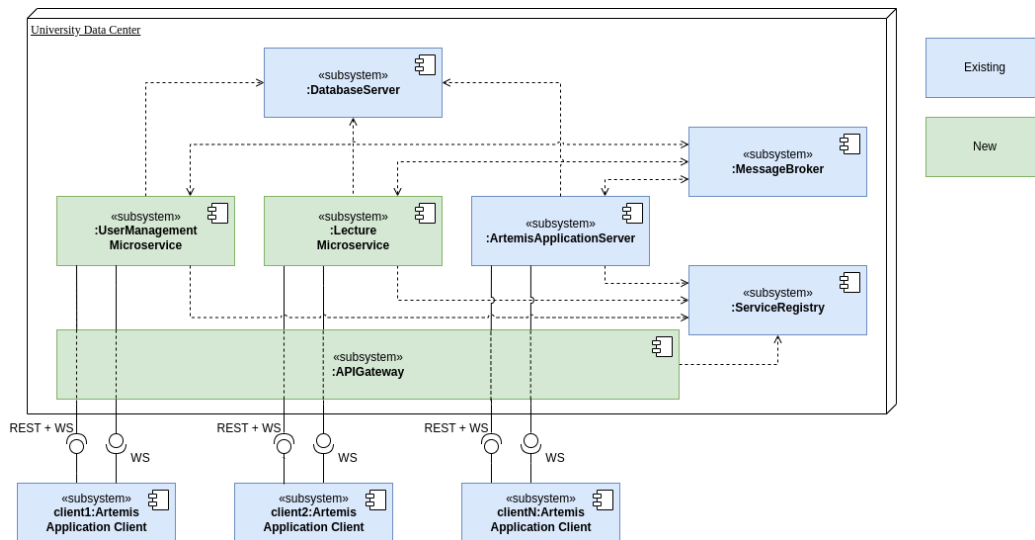 University Data Center
«subsystem»
:DatabaseServer
Existing
New
«subsystem»
:MessageBroker
«subsystem»
:UserManagement
Microservice
«subsystem»
:Lecture
Microservice
«subsystem»
:ArtemisApplicationServer
«subsystem»
:ServiceRegistry
«subsystem»
:APIGateway
REST + WS
WS
REST + WS
WS
REST + WS
WS
«subsystem»
client1:Artemis
Application Client
«subsystem»
client2:Artemis
Application Client
«subsystem»
clientN:Artemis
Application Client